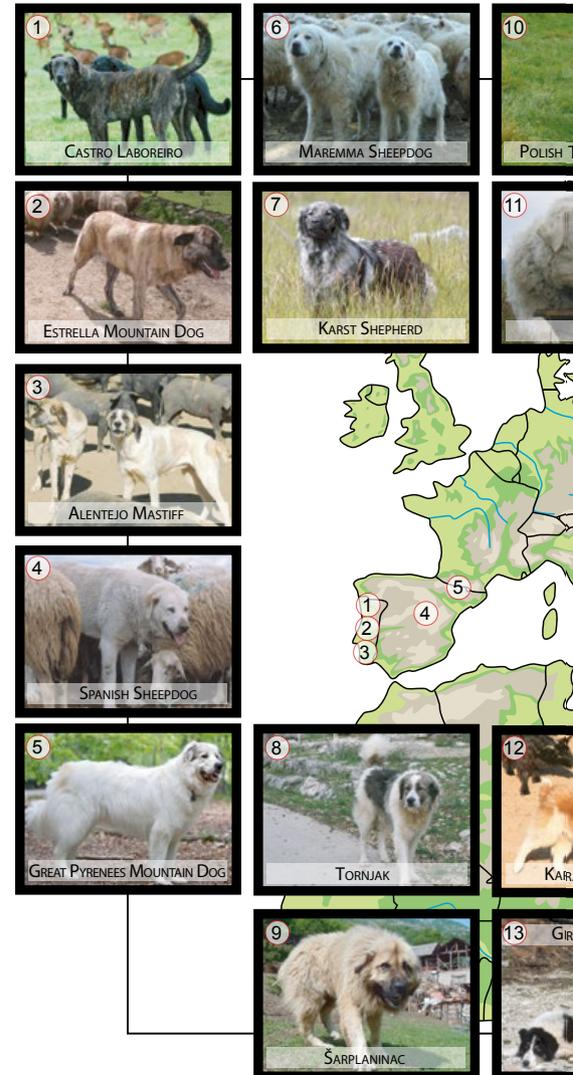 1
CASTRO LABOREIRO
6
MAREMMA SHEEPDOG
10
POLISH
2
ESTRELLA MOUNTAIN DOG
7
KARST SHEPHERD
11
3
ALENTEJO MASTIFF
4
SPANISH SHEEPDOG
5
1
4
2
3
5
GREAT PYRENEES MOUNTAIN DOG
8
TORNJAK
12
9
ŠARPLANINAC
13